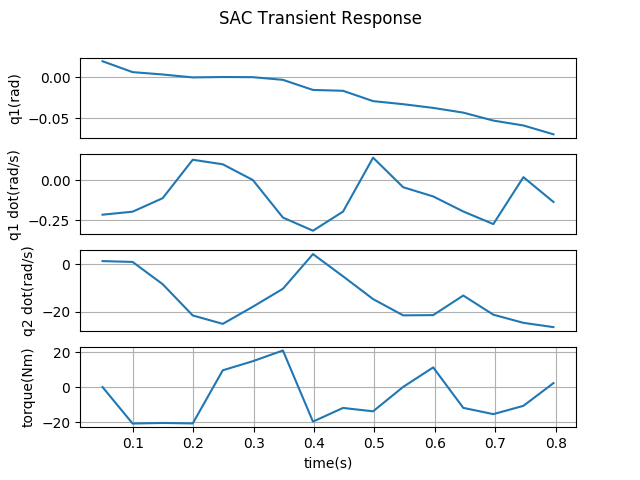 SAC Transient Response
q1(rad)
0.00
−0.05
q1 dot(rad/s)
0.00
−0.25
q2 dot(rad/s)
0
−20
torque(Nm)
20
0
−20
0.1 0.2 0.3 0.4 0.5 0.6 0.7 0.8
time(s)